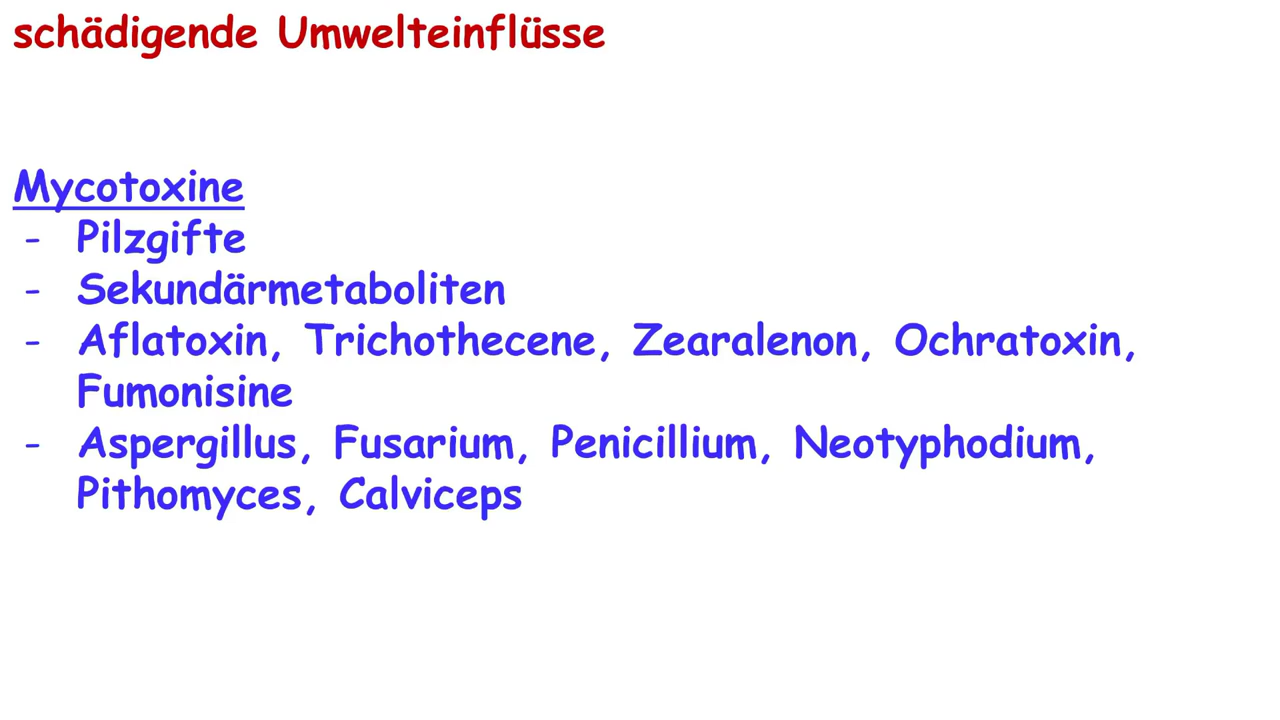 schädigende Umwelteinflüsse
Mycotoxine
- Pilzgifte
- Sekundärmetaboliten
- Aflatoxin, Trichothecene, Zearalenon, Ochratoxin,
Fumonisine
- Aspergillus, Fusarium, Penicillium, Neotyphodium,
Pithomyces, Calviceps